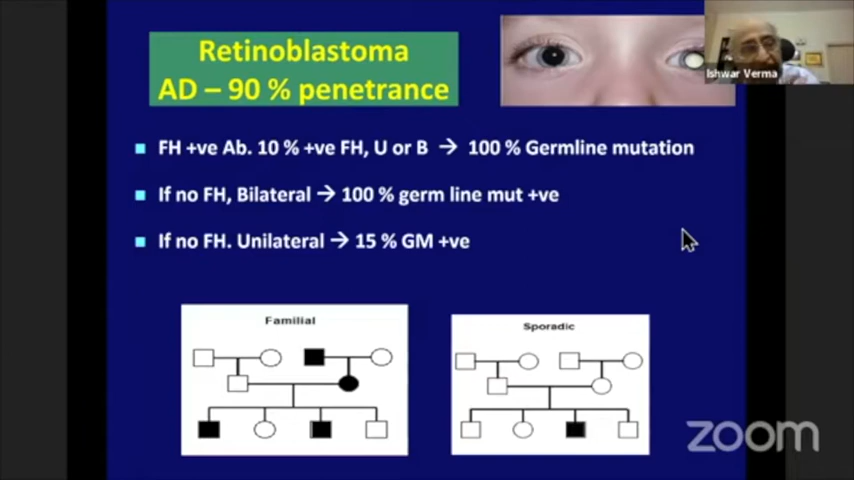 Retinoblastoma
AD – 90 % penetrance
Ishwar Verma
FH +ve Ab. 10 % +ve FH, U or B → 100 % Germline mutation
If no FH, Bilateral → 100 % germ line mut +ve
If no FH. Unilateral → 15 % GM +ve
Familial
Sporadic
zoom